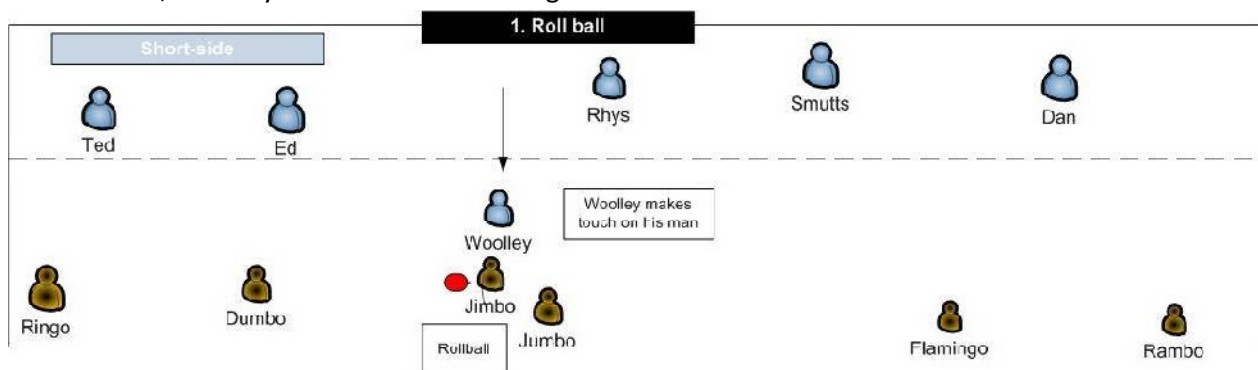 1. Roll ball
Short-side
Rhys
Smutts
Dan
Ted
Ed
Woolley makes
touch on his man
Woolley
Jimbo
Ringo
Dumbo
Jumbo
Rollball
Flamingo
Rambo